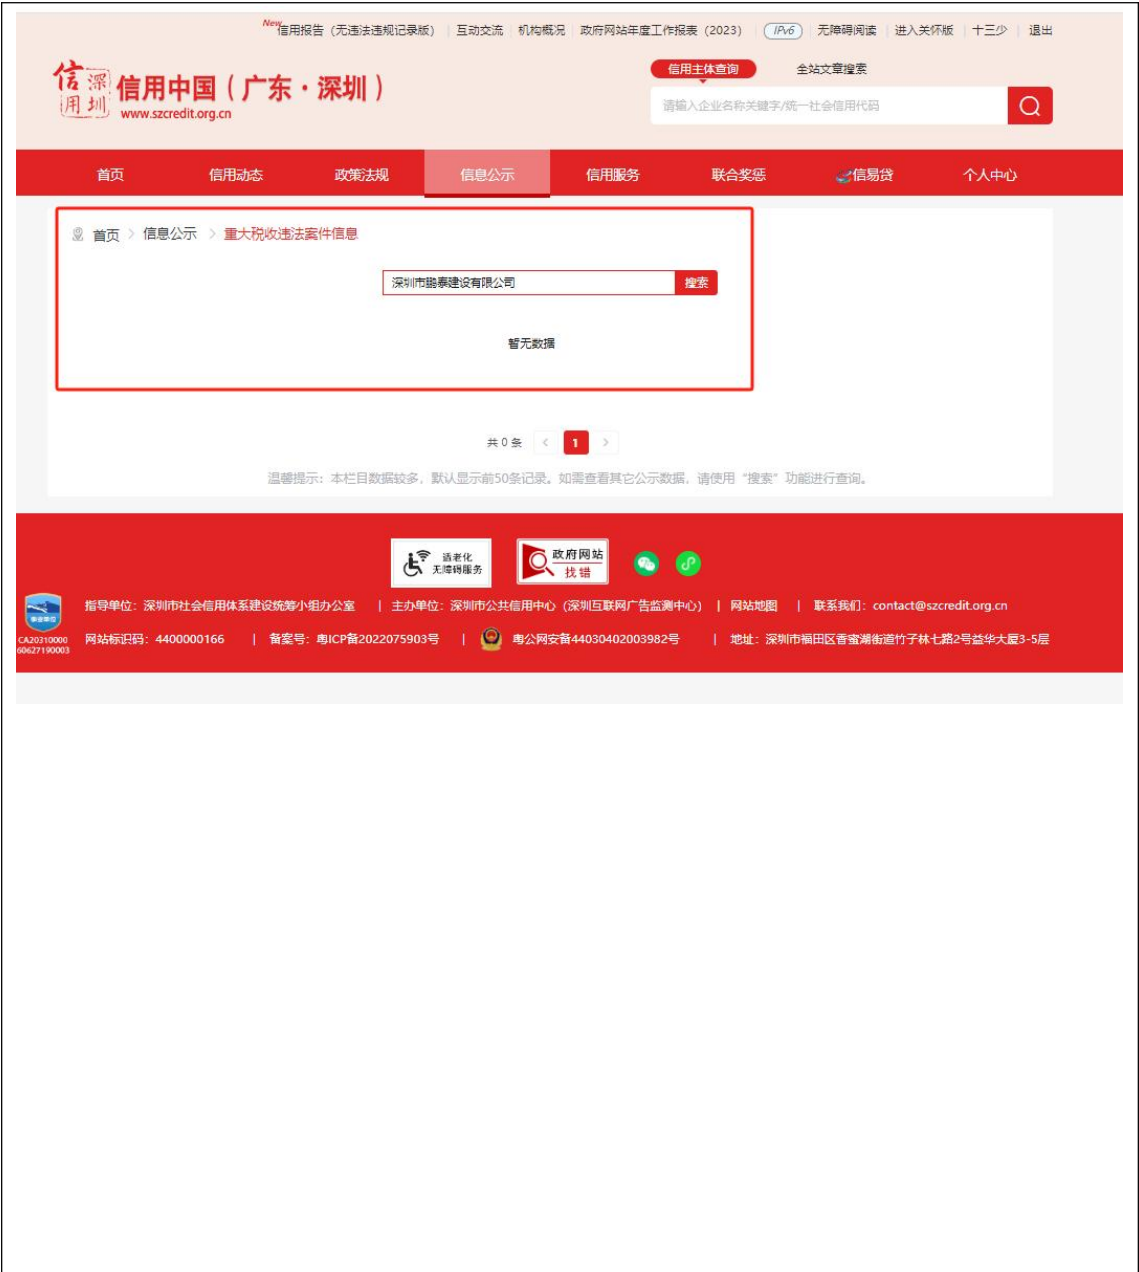 New信用报告（无违法违规记录版） 互动交流 机构概况 政府网站年度工作报表（2023） IPv6 无障碍阅读 进入关怀版 十三少 退出
信用深圳
信用中国（广东·深圳）
www.szcredit.org.cn
信用主体查询 全站文章搜索
请输入企业名称关键字/统一社会信用代码
首页 信用动态 政策法规 信息公示 信用服务 联合奖惩 信易贷 个人中心
首页 > 信息公示 > 重大税收违法案件信息
深圳市鹏泰建设有限公司 搜索
暂无数据
共 0 条 < 1 >
温馨提示：本栏目数据较多，默认显示前50条记录。如需查看其它公示数据，请使用“搜索”功能进行查询。
适老化
无障碍服务
政府网站
找错
事业单位
CA20310000
60627190003
指导单位：深圳市社会信用体系建设统筹小组办公室 | 主办单位：深圳市公共信用中心（深圳互联网广告监测中心） | 网站地图 | 联系我们：contact@szcredit.org.cn
网站标识码：4400000166 | 备案号：粤ICP备2022075903号 | 粤公网安备44030402003982号 | 地址：深圳市福田区香蜜湖街道竹子林七路2号益华大厦3-5层